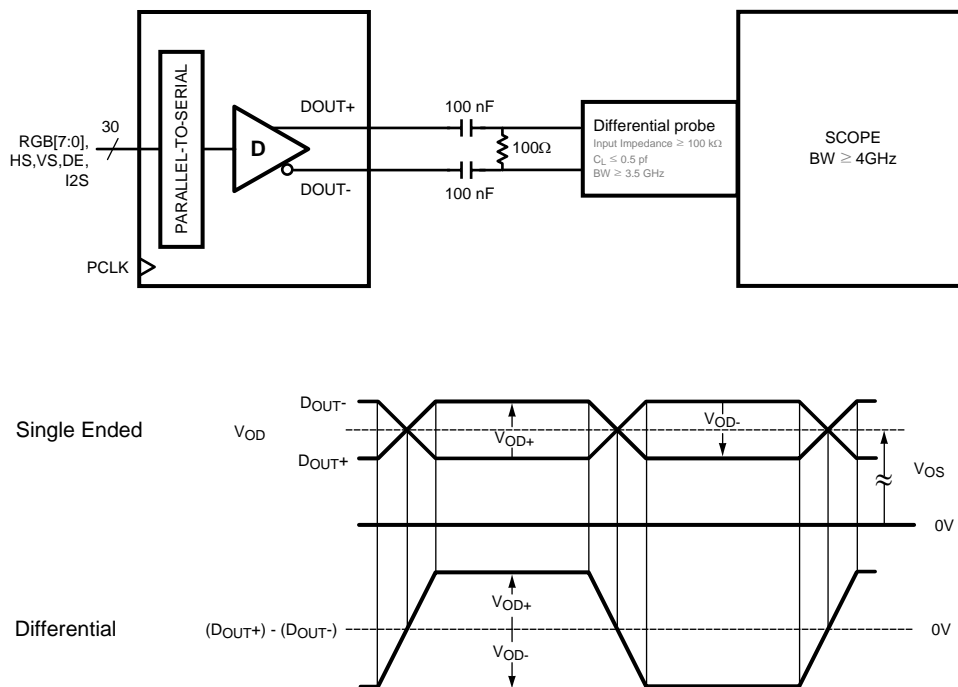 RGB[7:0],
HS,VS,DE,
I2S
30
PCLK
PARALLEL-TO-SERIAL
D
DOUT+
DOUT-
100 nF
100Ω
100 nF
Differential probe
Input Impedance ≥ 100 kΩ
CL ≤ 0.5 pf
BW ≥ 3.5 GHz
SCOPE
BW ≥ 4GHz
Single Ended
VOD
DOUT-
DOUT+
VOD+
VOD-
≈
VOS
0V
Differential
(DOUT+) - (DOUT-)
VOD+
VOD-
0V